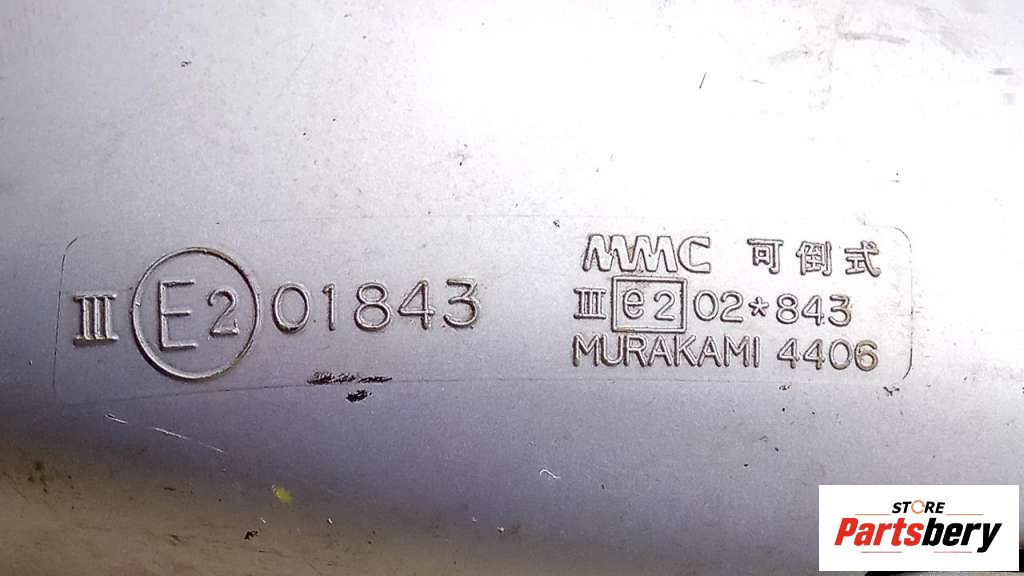 III E2 01843
MMC 可倒式
III e2 02*843
MURAKAMI 4406
STORE
Partsbery